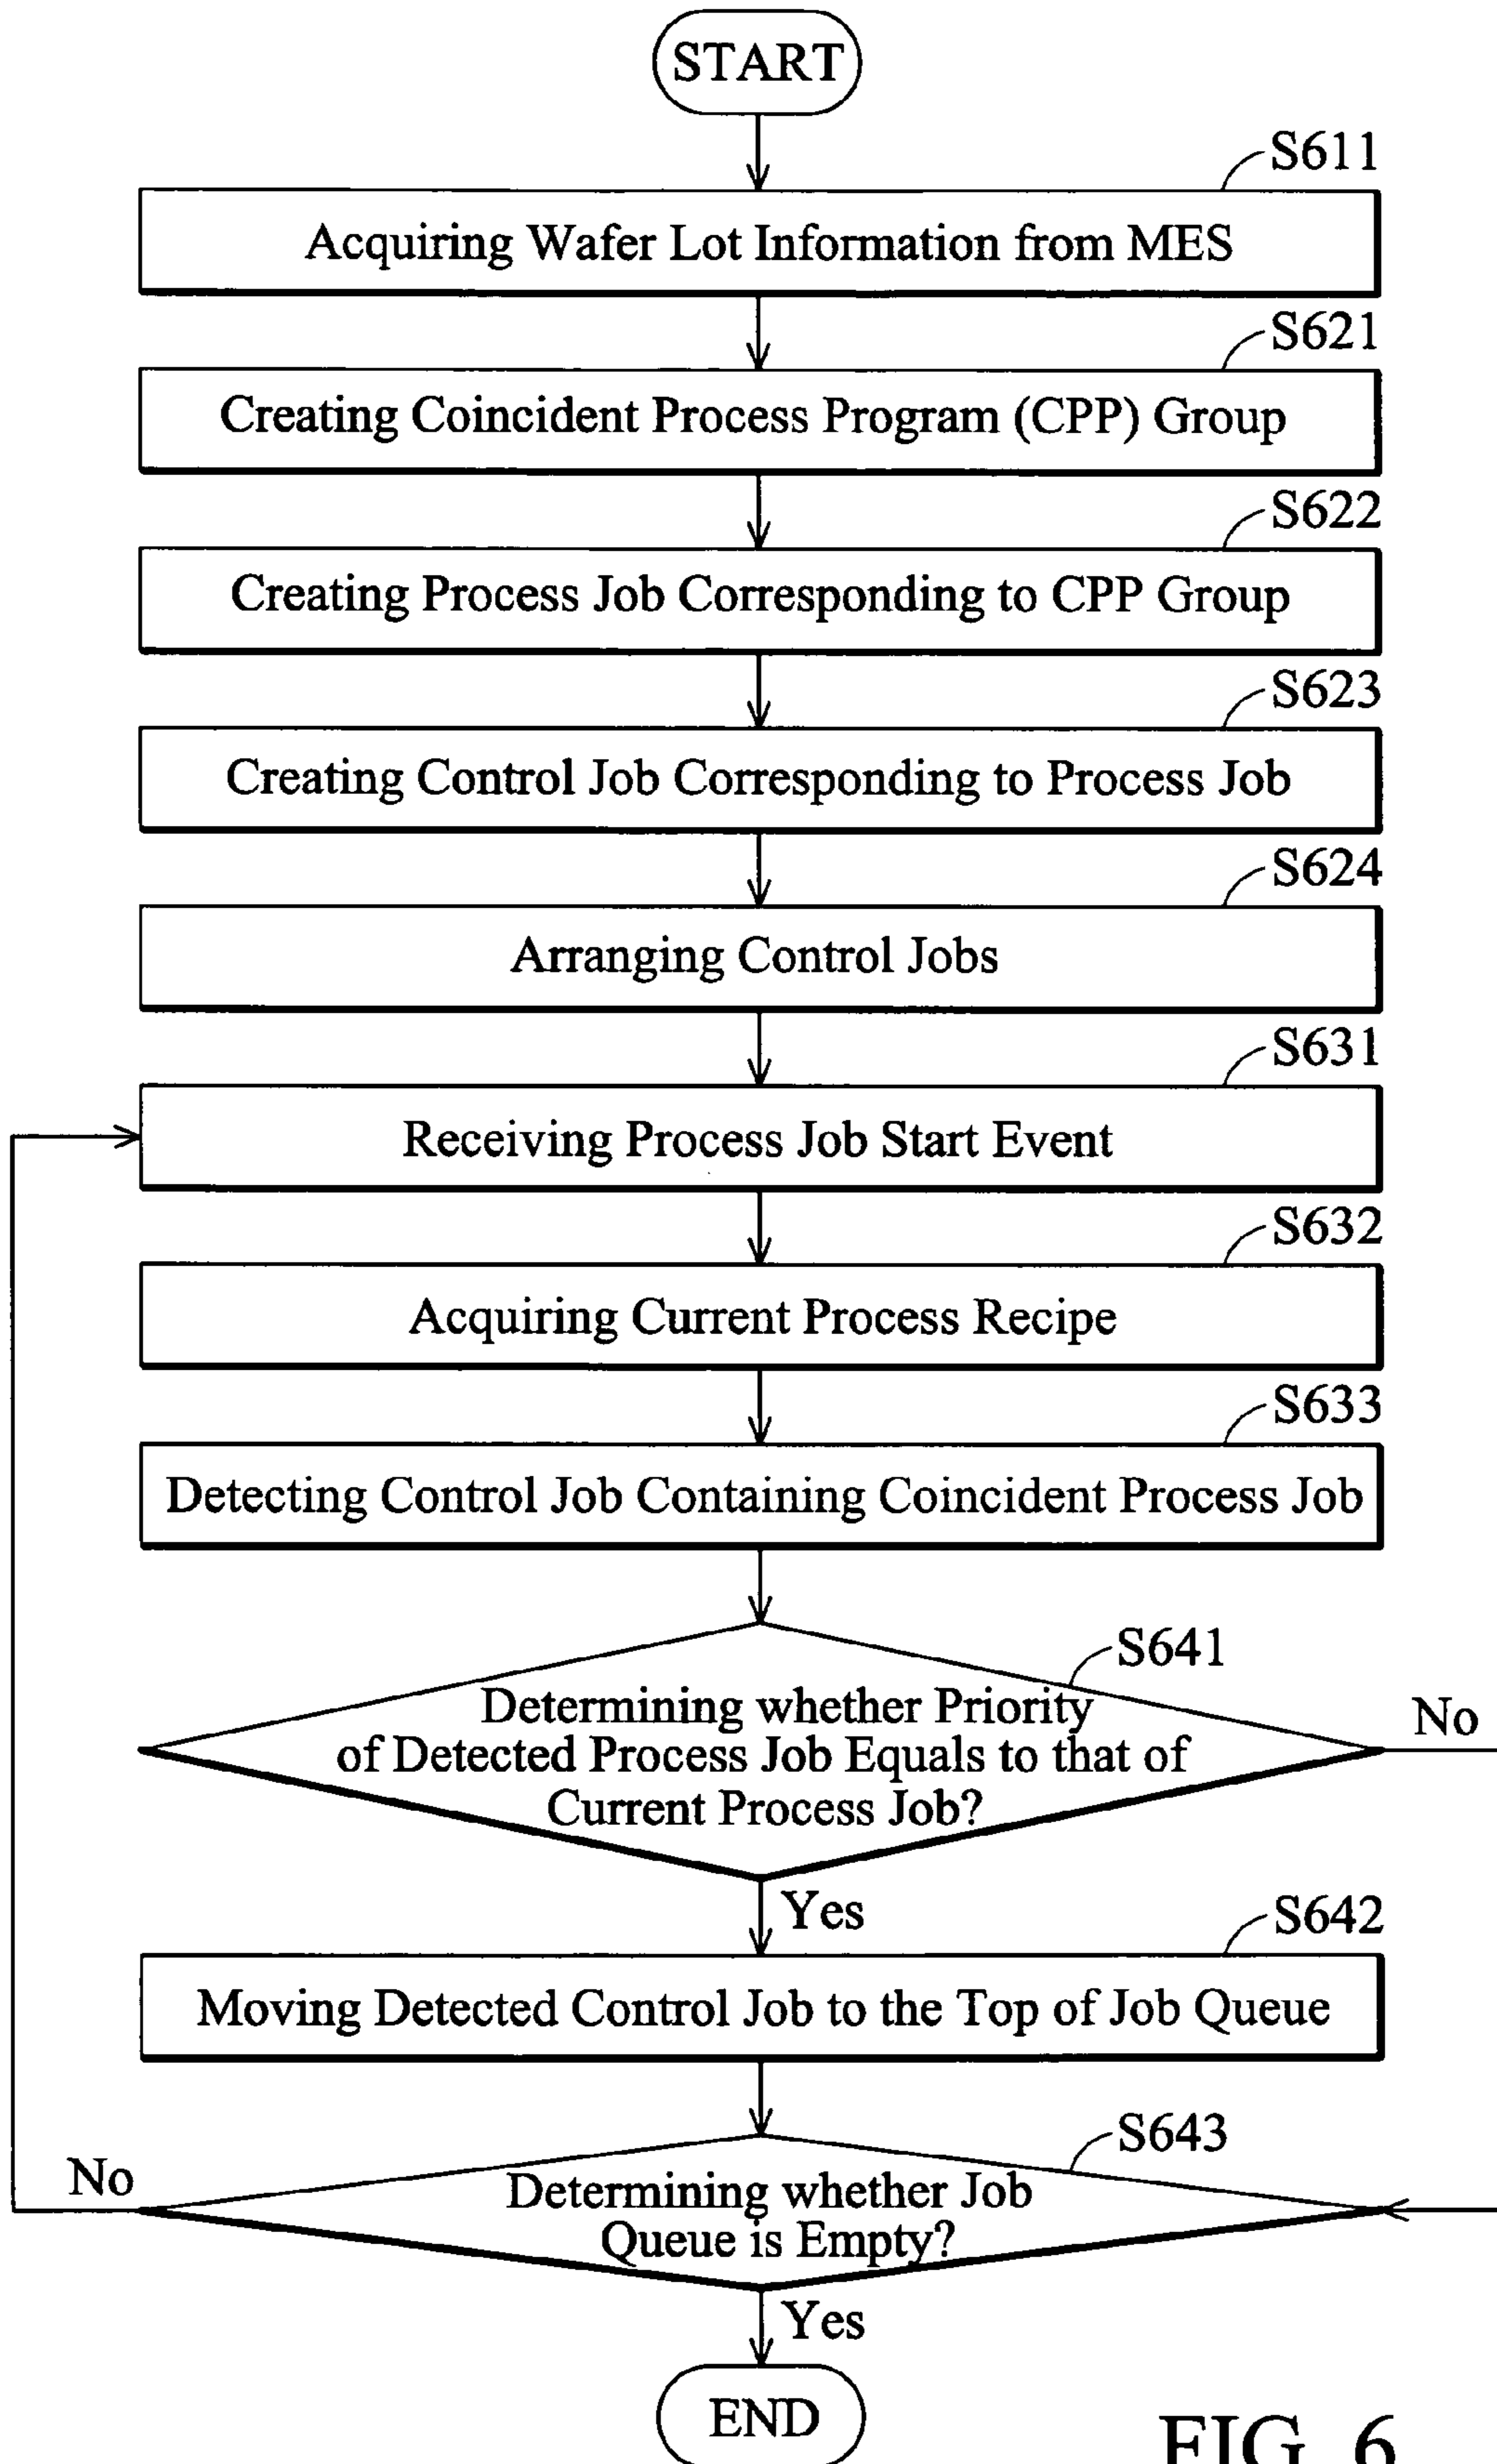 START
S611
Acquiring Wafer Lot Information from MES
S621
Creating Coincident Process Program (CPP) Group
S622
Creating Process Job Corresponding to CPP Group
S623
Creating Control Job Corresponding to Process Job
S624
Arranging Control Jobs
S631
Receiving Process Job Start Event
S632
Acquiring Current Process Recipe
S633
Detecting Control Job Containing Coincident Process Job
S641
Determining whether Priority
of Detected Process Job Equals to that of
Current Process Job?
No
Yes
S642
Moving Detected Control Job to the Top of Job Queue
S643
No
Determining whether Job
Queue is Empty?
Yes
END
FIG. 6